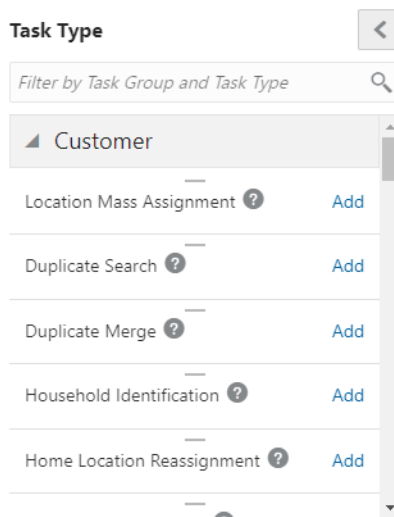 Task Type
Filter by Task Group and Task Type
Customer
Location Mass Assignment ? Add
Duplicate Search ? Add
Duplicate Merge ? Add
Household Identification ? Add
Home Location Reassignment ? Add